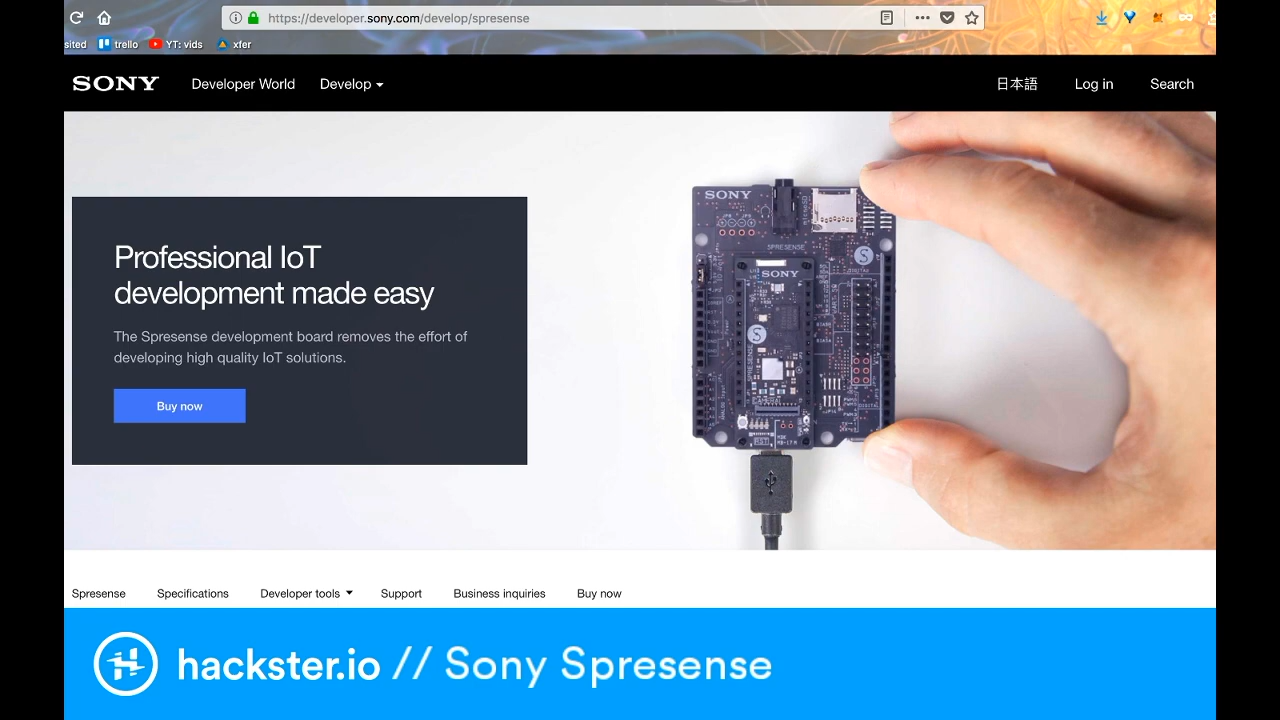 https://developer.sony.com/develop/spresense
sited trello YT: vids xfer
SONY Developer World Develop 日本語 Log in Search
Professional IoT
development made easy
The Spresense development board removes the effort of
developing high quality IoT solutions.
Buy now
SONY
microSD
SPRESENSE
SONY
SPRESENSE
RST
Spresense Specifications Developer tools Support Business inquiries Buy now
hackster.io // Sony Spresense